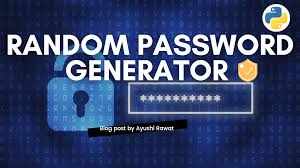 RANDOM PASSWORD
GENERATOR
**********
Blog post by Ayushi Rawat